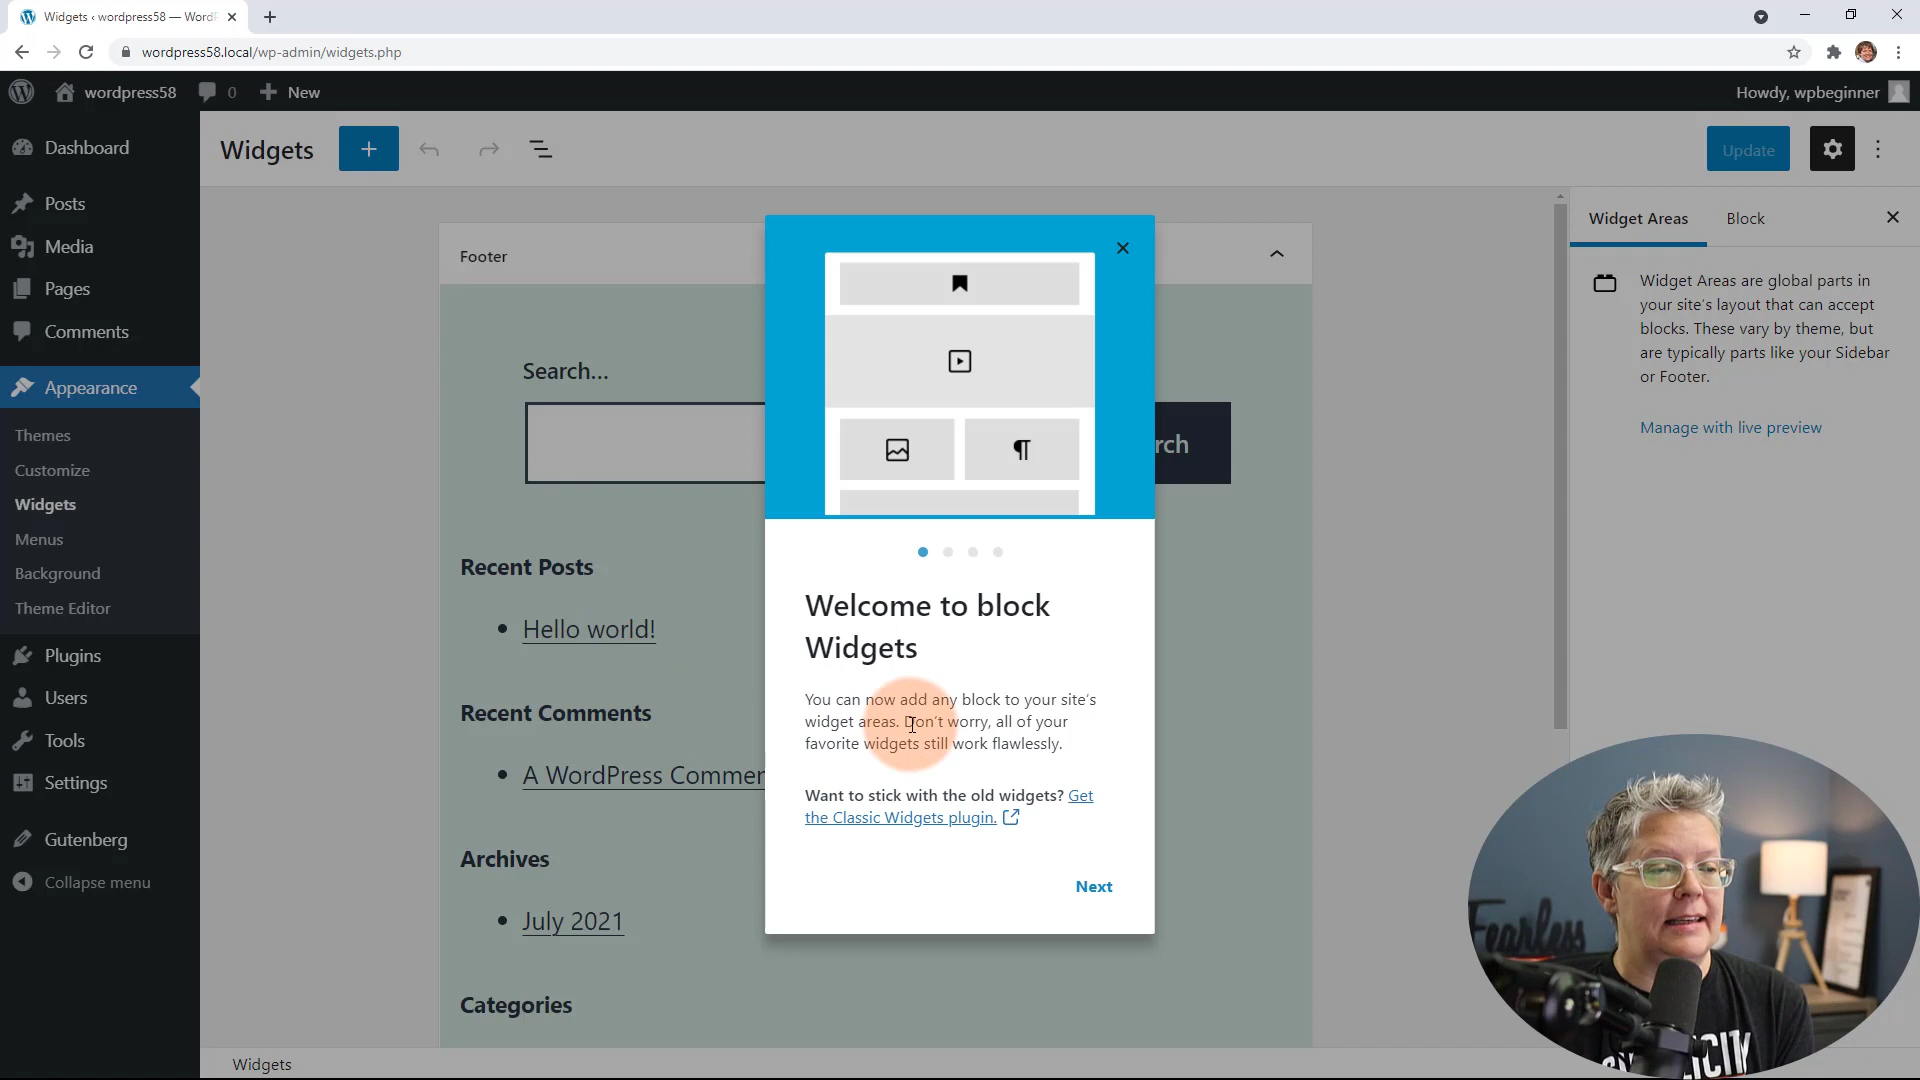 Widgets ‹ wordpress58 — Word
wordpress58.local/wp-admin/widgets.php
wordpress58
0
New
Howdy, wpbeginner
Dashboard
Posts
Media
Pages
Comments
Appearance
Themes
Customize
Widgets
Menus
Background
Theme Editor
Plugins
Users
Tools
Settings
Gutenberg
Collapse menu
Widgets
Update
Footer
Search…
rch
Recent Posts
Hello world!
Recent Comments
A WordPress Commen
Archives
July 2021
Categories
Widgets
Welcome to block
Widgets
You can now add any block to your site’s
widget areas. Don’t worry, all of your
favorite widgets still work flawlessly.
Want to stick with the old widgets? Get
the Classic Widgets plugin.
Next
Widget Areas
Block
Widget Areas are global parts in
your site’s layout that can accept
blocks. These vary by theme, but
are typically parts like your Sidebar
or Footer.
Manage with live preview
Fearless